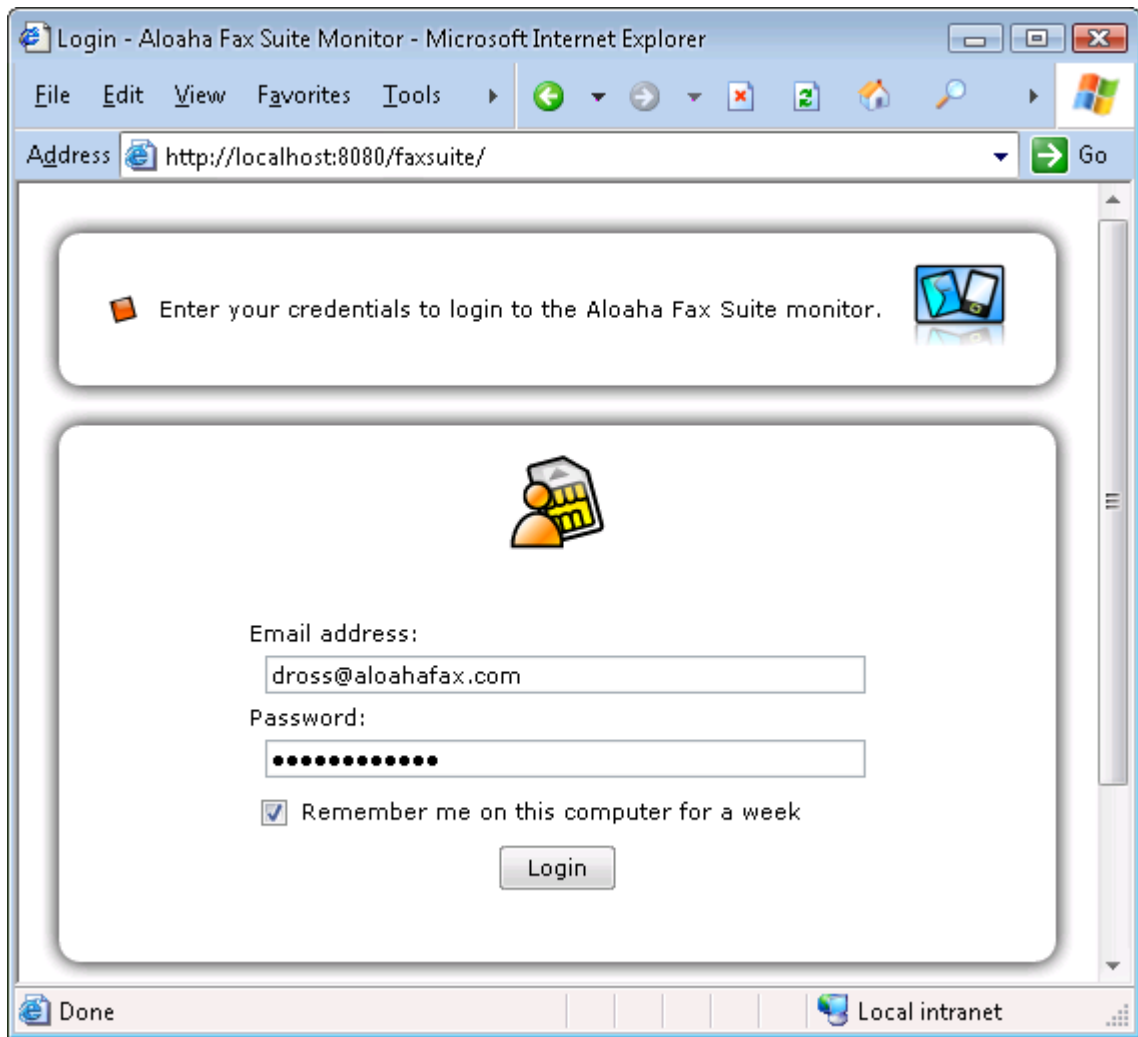 Login - Aloaha Fax Suite Monitor - Microsoft Internet Explorer
File Edit View Favorites Tools
Address http://localhost:8080/faxsuite/ Go
Enter your credentials to login to the Aloaha Fax Suite monitor.
Email address:
dross@aloahafax.com
Password:
●●●●●●●●●●●●
Remember me on this computer for a week
Login
Done Local intranet